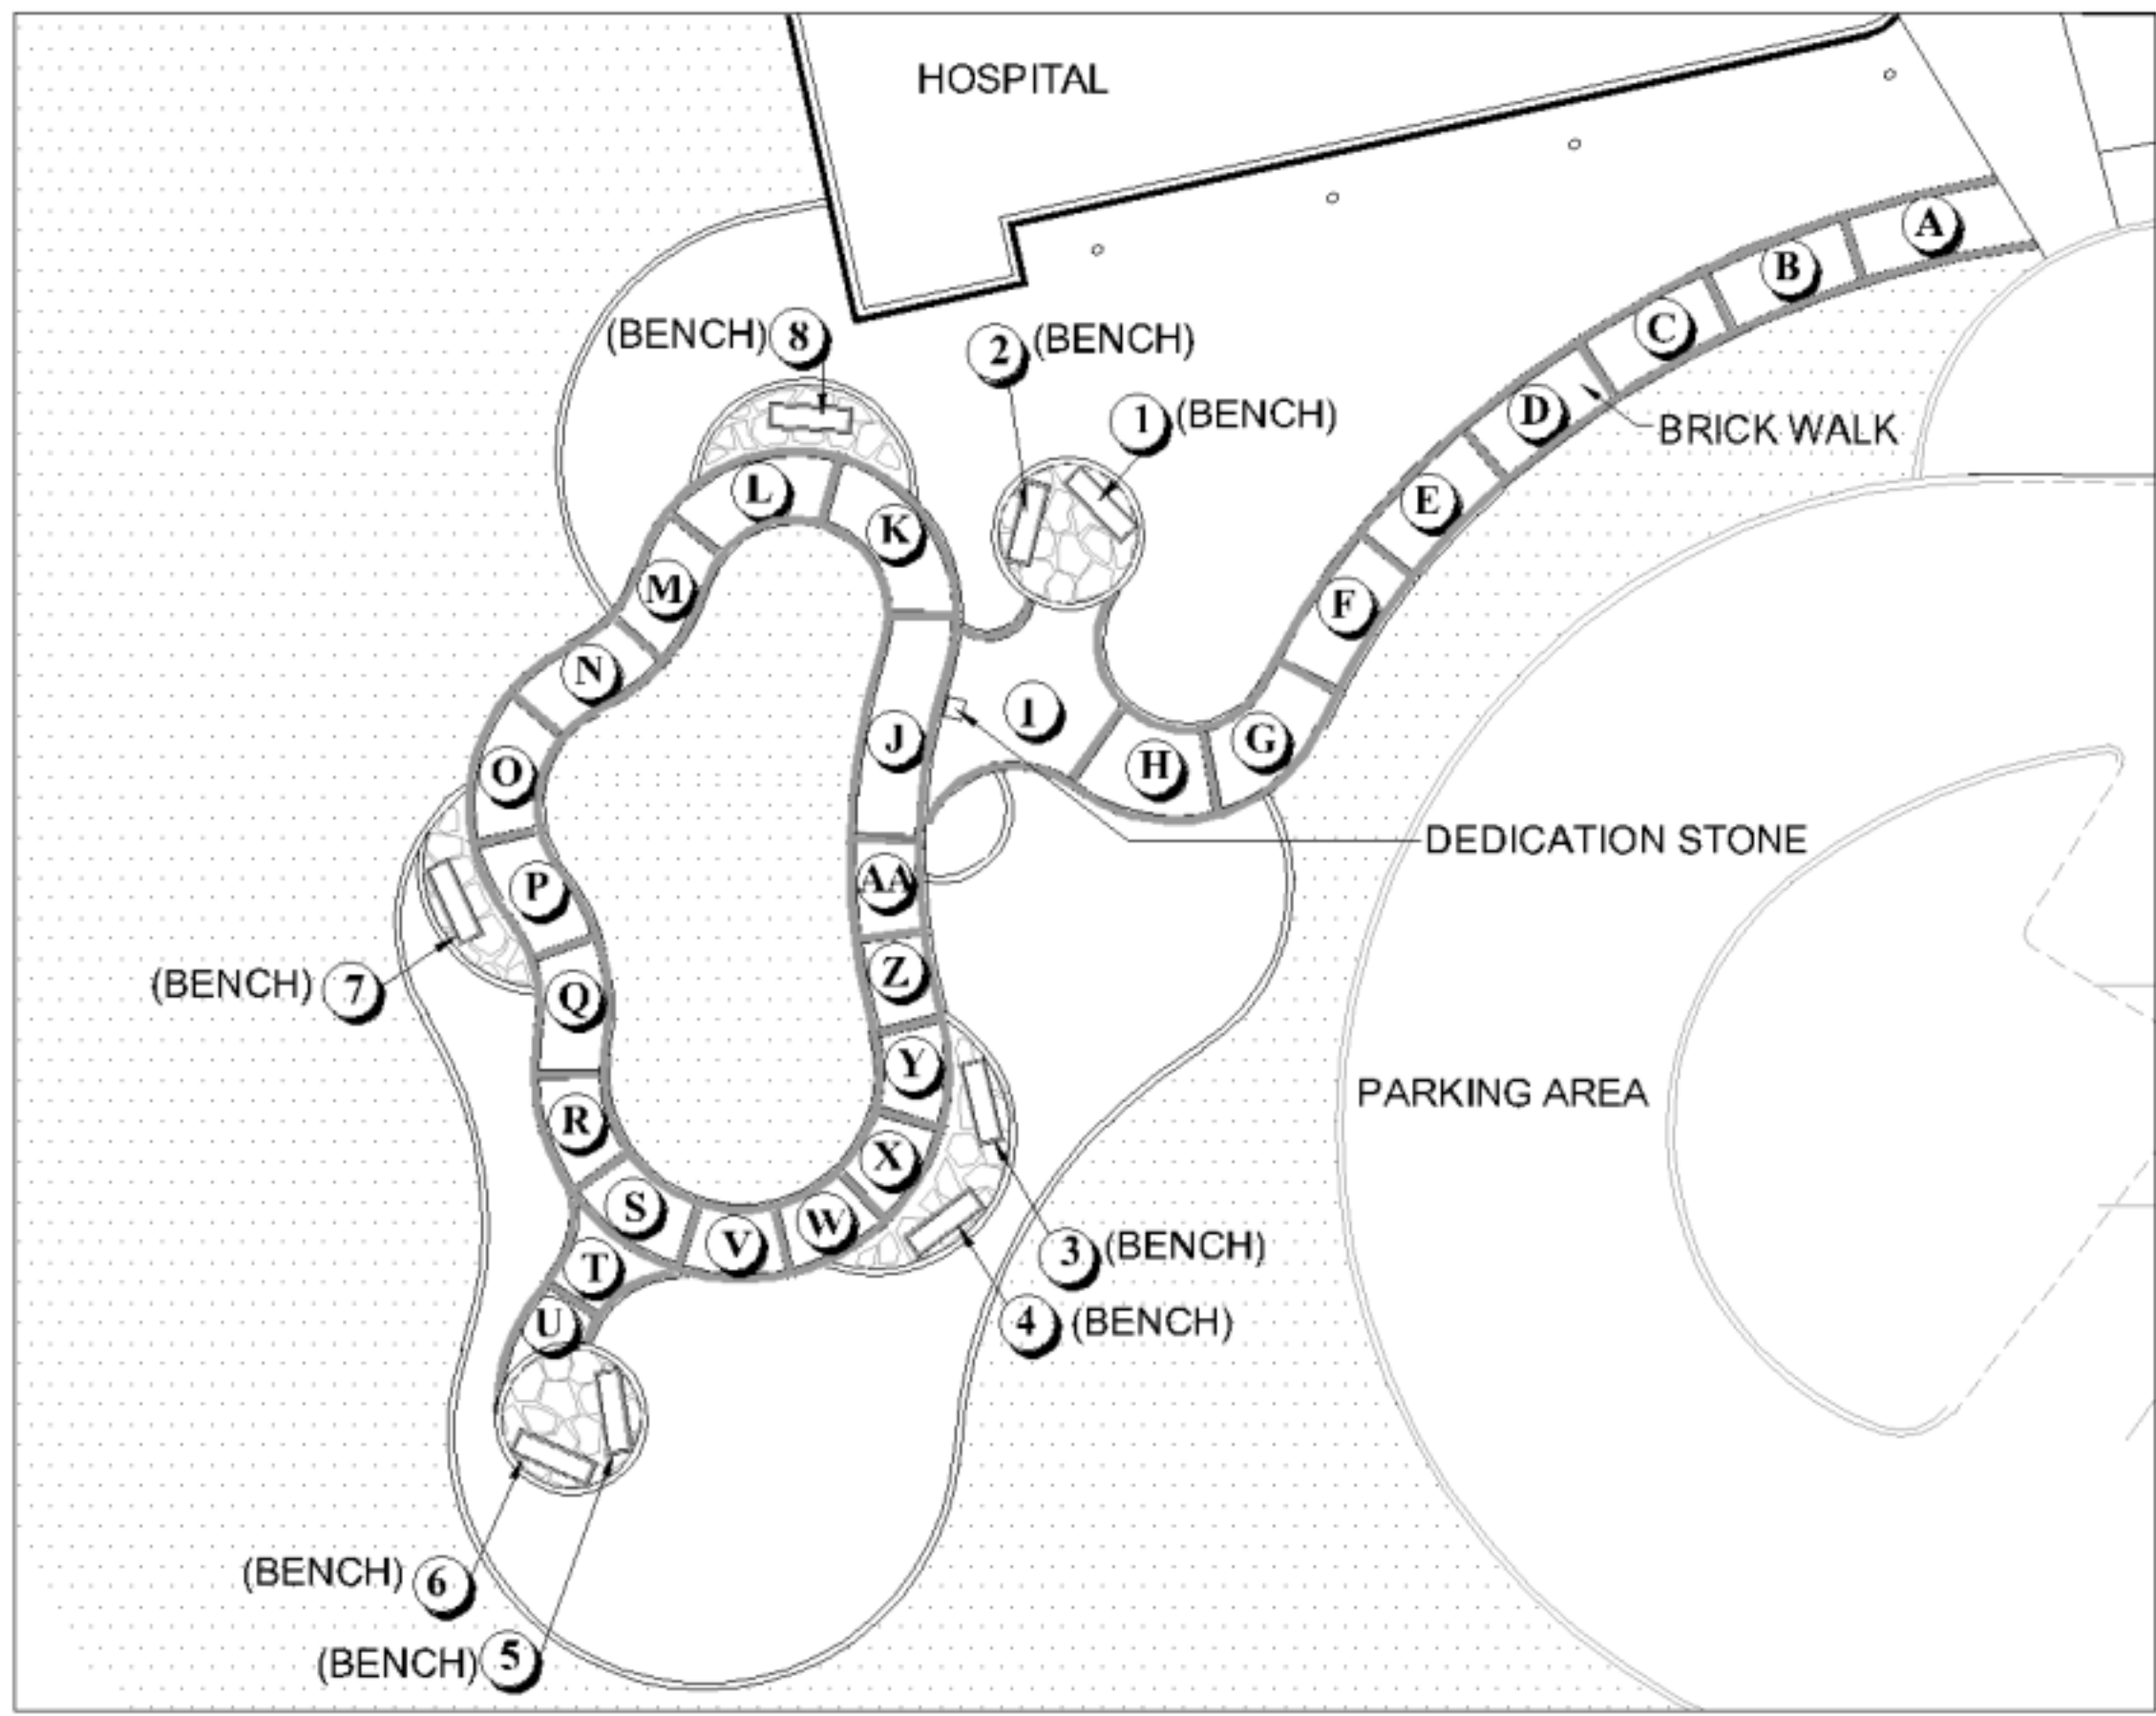 HOSPITAL
A
B
(BENCH) 8
2 (BENCH)
C
1 (BENCH)
D
BRICK WALK
L
E
K
M
F
N
I
J
G
O
H
DEDICATION STONE
AA
P
Z
(BENCH) 7
Q
Y
PARKING AREA
R
X
S
W
V
3 (BENCH)
T
U
4 (BENCH)
(BENCH) 6
(BENCH) 5